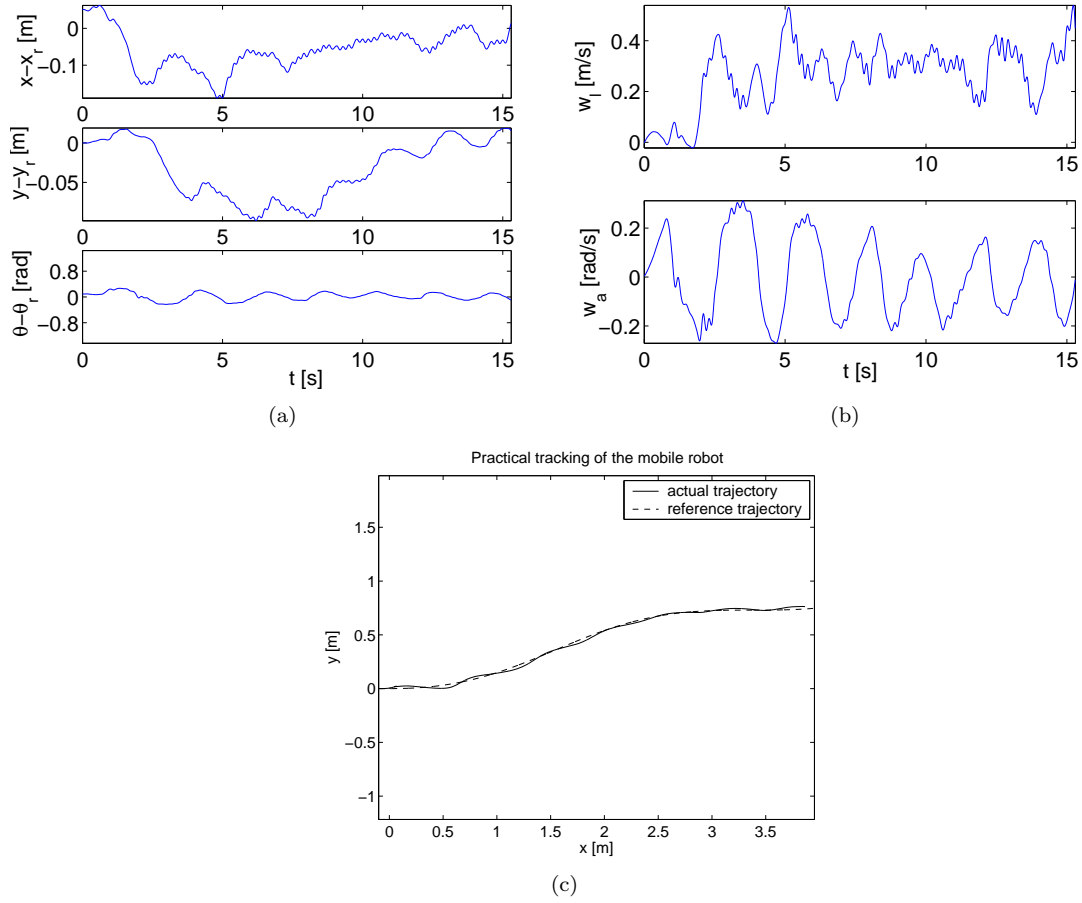 x−x_r [m]
0
−0.1
0 5 10 15
y−y_r [m]
0
−0.05
0 5 10 15
θ−θ_r [rad]
0.8
0
−0.8
0 5 10 15
t [s]
(a)
w_l [m/s]
0.4
0.2
0
0 5 10 15
w_a [rad/s]
0.2
0
−0.2
0 5 10 15
t [s]
(b)
Practical tracking of the mobile robot
actual trajectory
reference trajectory
y [m]
1.5
1
0.5
0
−0.5
−1
0 0.5 1 1.5 2 2.5 3 3.5
x [m]
(c)